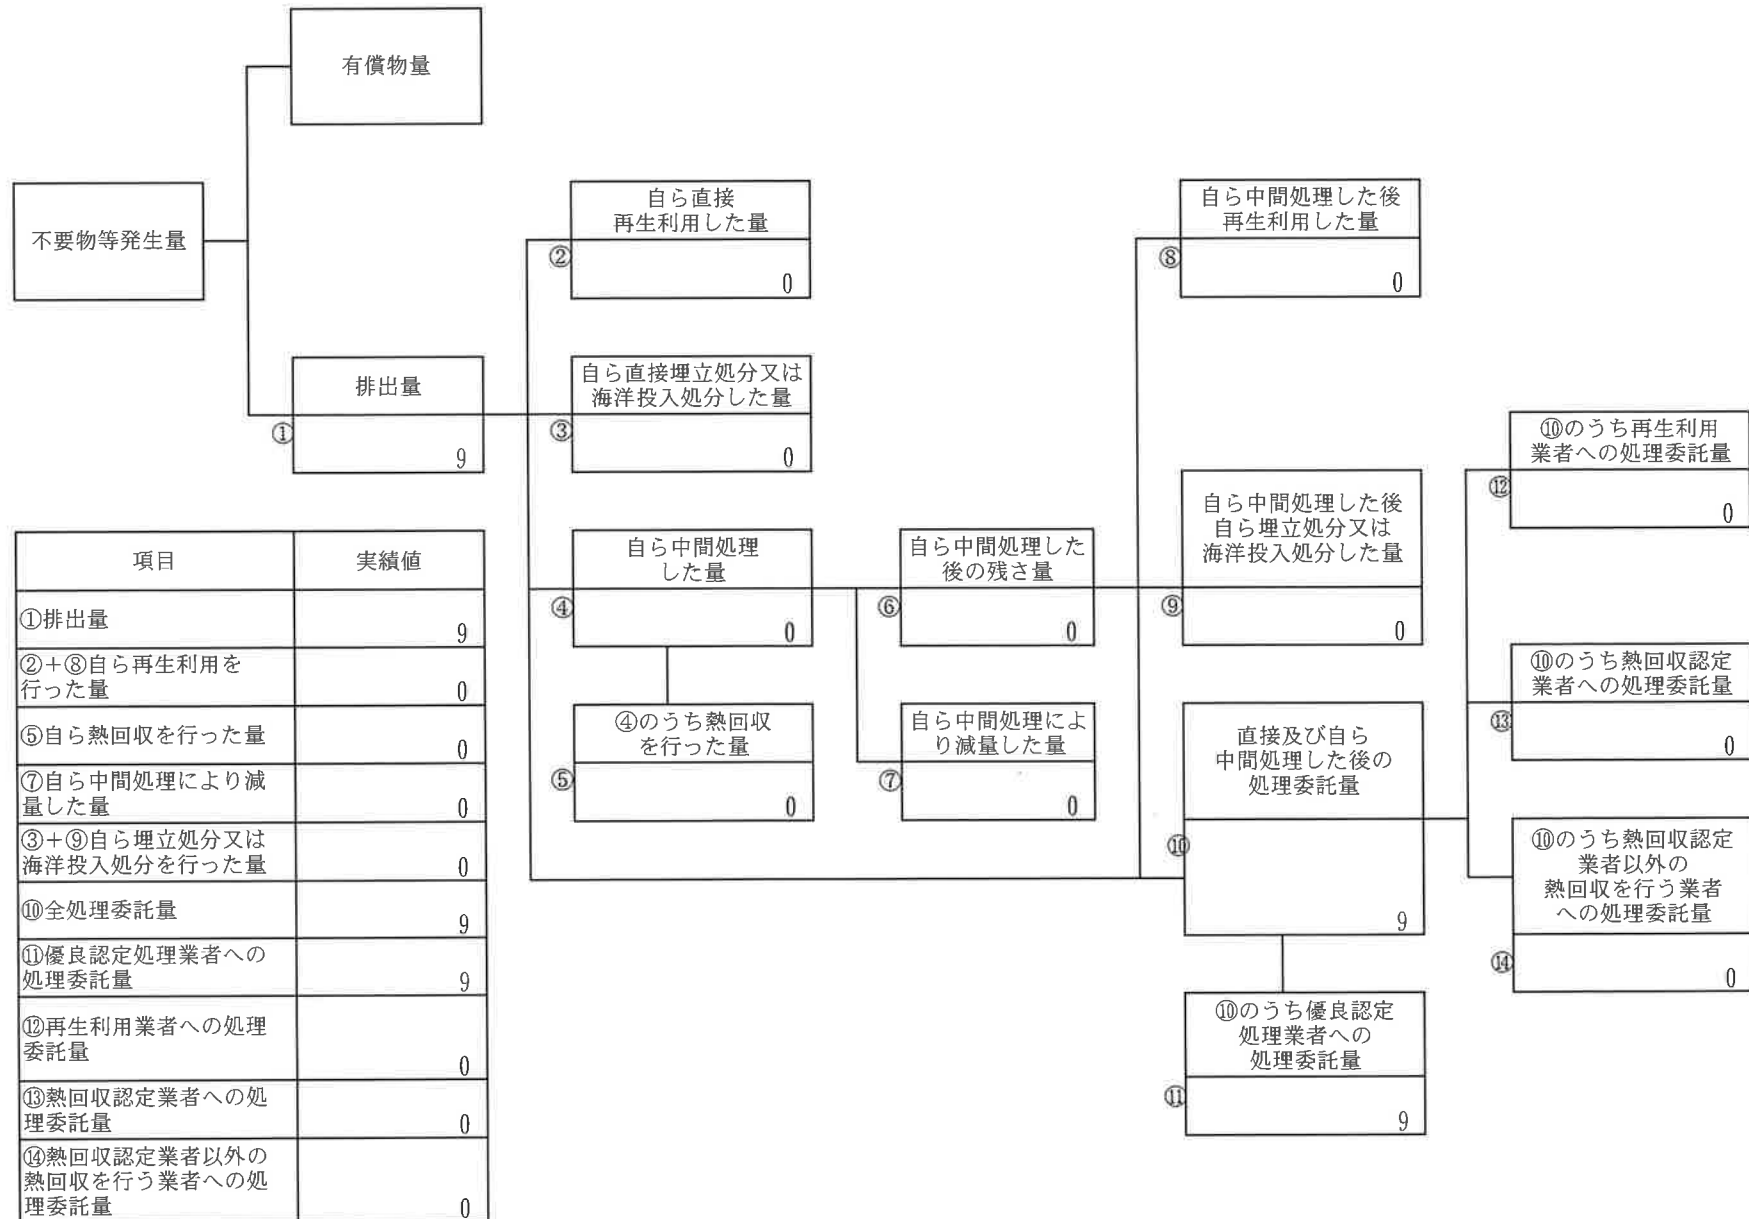 有償物量
不要物等発生量
排出量
①
9
自ら直接
再生利用した量
②
0
自ら直接埋立処分又は
海洋投入処分した量
③
0
自ら中間処理
した量
④
0
④のうち熱回収
を行った量
⑤
0
自ら中間処理した
後の残さ量
⑥
0
自ら中間処理によ
り減量した量
⑦
0
自ら中間処理した後
再生利用した量
⑧
0
自ら中間処理した後
自ら埋立処分又は
海洋投入処分した量
⑨
0
直接及び自ら
中間処理した後の
処理委託量
⑩
9
⑩のうち優良認定
処理業者への
処理委託量
⑪
9
⑩のうち再生利用
業者への処理委託量
⑫
0
⑩のうち熱回収認定
業者への処理委託量
⑬
0
⑩のうち熱回収認定
業者以外の
熱回収を行う業者
への処理委託量
⑭
0
項目 実績値
①排出量
9
②+⑧自ら再生利用を
行った量
0
⑤自ら熱回収を行った量
0
⑦自ら中間処理により減
量した量
0
③+⑨自ら埋立処分又は
海洋投入処分を行った量
0
⑩全処理委託量
9
⑪優良認定処理業者への
処理委託量
9
⑫再生利用業者への処理
委託量
0
⑬熱回収認定業者への処
理委託量
0
⑭熱回収認定業者以外の
熱回収を行う業者への処
理委託量
0